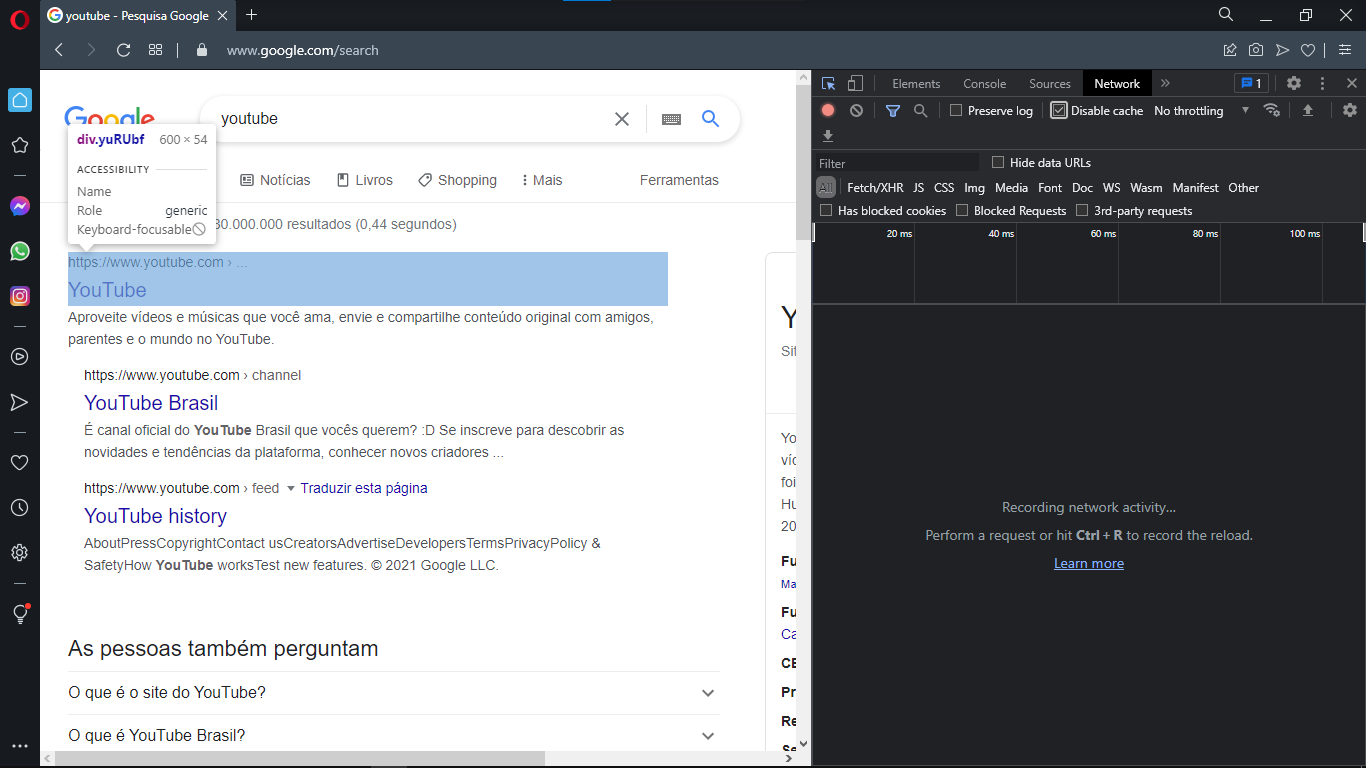 youtube - Pesquisa Google
www.google.com/search
Google
youtube
div.yuRUbf 600 × 54
ACCESSIBILITY
Name
Role generic
Keyboard-focusable
Notícias
Livros
Shopping
Mais
Ferramentas
30.000.000 resultados (0,44 segundos)
https://www.youtube.com › ...
YouTube
Aproveite vídeos e músicas que você ama, envie e compartilhe conteúdo original com amigos,
parentes e o mundo no YouTube.
https://www.youtube.com › channel
YouTube Brasil
É canal oficial do YouTube Brasil que vocês querem? :D Se inscreve para descobrir as
novidades e tendências da plataforma, conhecer novos criadores ...
https://www.youtube.com › feed Traduzir esta página
YouTube history
AboutPressCopyrightContact usCreatorsAdvertiseDevelopersTermsPrivacyPolicy &
SafetyHow YouTube worksTest new features. © 2021 Google LLC.
As pessoas também perguntam
O que é o site do YouTube?
O que é YouTube Brasil?
Y
Sit
Yo
víd
foi
Hu
20
Fu
Ma
Fu
Ca
CE
Pr
Re
Se
Elements Console Sources Network » 1
Preserve log Disable cache No throttling
Filter Hide data URLs
All Fetch/XHR JS CSS Img Media Font Doc WS Wasm Manifest Other
Has blocked cookies Blocked Requests 3rd-party requests
20 ms 40 ms 60 ms 80 ms 100 ms
Recording network activity...
Perform a request or hit Ctrl + R to record the reload.
Learn more